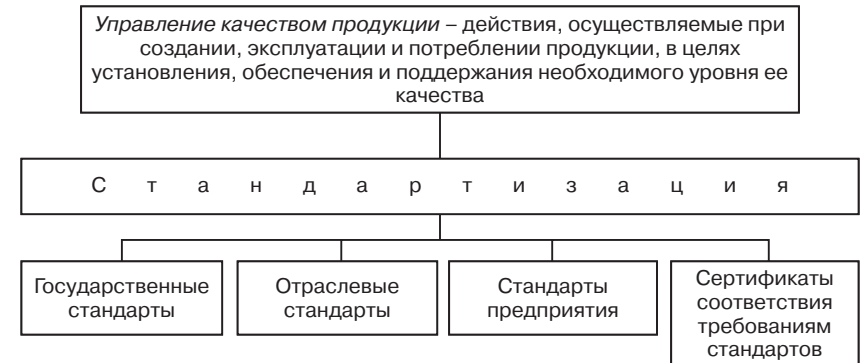 Управление качеством продукции – действия, осуществляемые при
создании, эксплуатации и потреблении продукции, в целях
установления, обеспечения и поддержания необходимого уровня ее
качества
С т а н д а р т и з а ц и я
Государственные
стандарты
Отраслевые
стандарты
Стандарты
предприятия
Сертификаты
соответствия
требованиям
стандартов